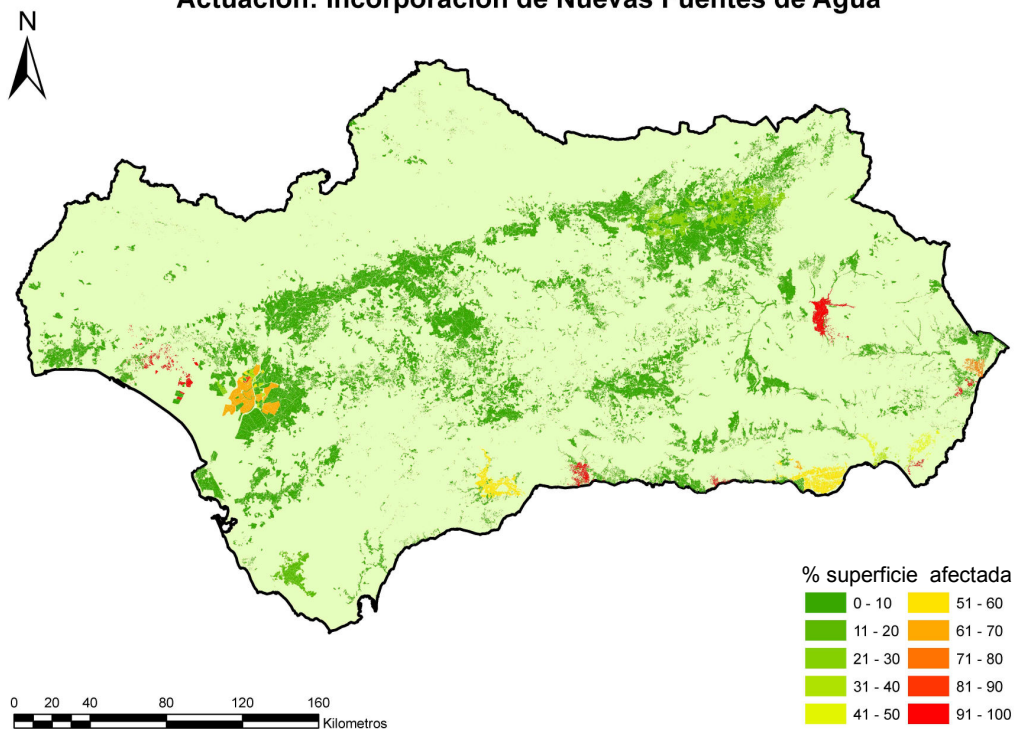 Actuación: Incorporación de Nuevas Fuentes de Agua
N
% superficie afectada
0 - 10
51 - 60
11 - 20
61 - 70
21 - 30
71 - 80
31 - 40
81 - 90
41 - 50
91 - 100
0 20 40 80 120 160
Kilometros